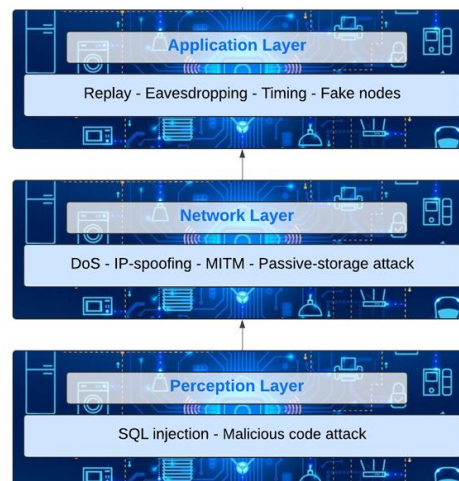 Application Layer
Replay - Eavesdropping - Timing - Fake nodes
Network Layer
DoS - IP-spoofing - MITM - Passive-storage attack
Perception Layer
SQL injection - Malicious code attack